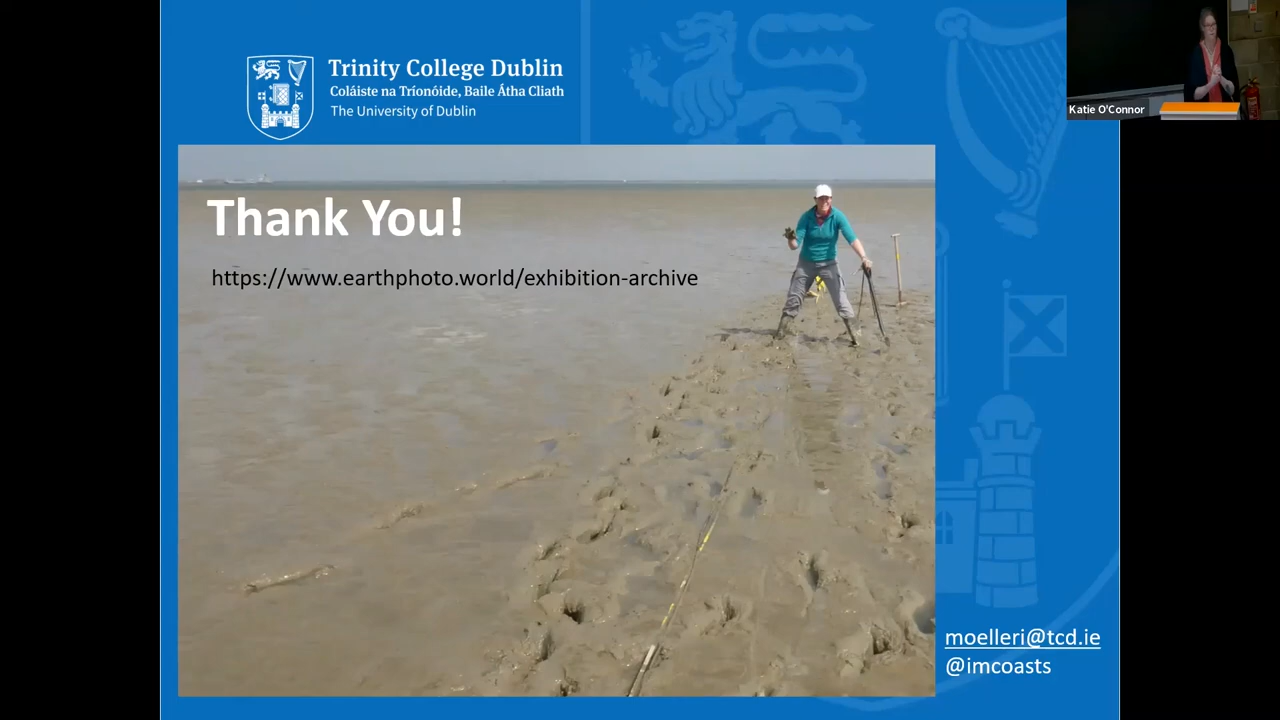 Trinity College Dublin
Coláiste na Tríonóide, Baile Átha Cliath
The University of Dublin
Katie O'Connor
Thank You!
https://www.earthphoto.world/exhibition-archive
moelleri@tcd.ie
@imcoasts